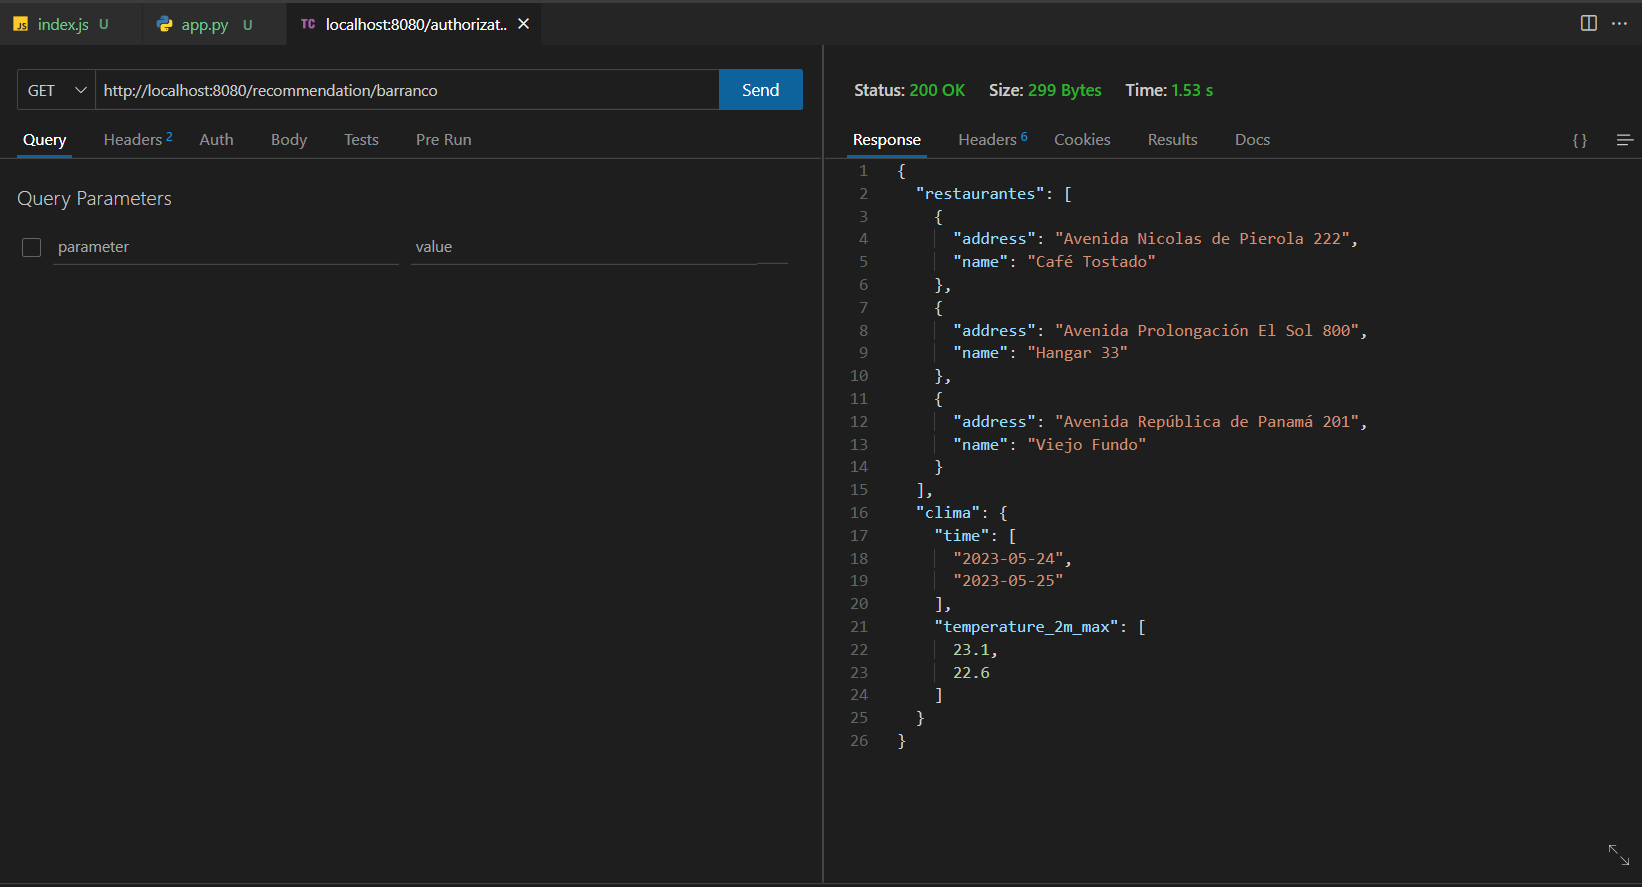 index.js U app.py U TC localhost:8080/authorizat..
GET http://localhost:8080/recommendation/barranco Send
Query Headers 2 Auth Body Tests Pre Run
Query Parameters
parameter value
Status: 200 OK Size: 299 Bytes Time: 1.53 s
Response Headers 6 Cookies Results Docs {}
1 {
2 "restaurantes": [
3 {
4 "address": "Avenida Nicolas de Pierola 222",
5 "name": "Café Tostado"
6 },
7 {
8 "address": "Avenida Prolongación El Sol 800",
9 "name": "Hangar 33"
10 },
11 {
12 "address": "Avenida República de Panamá 201",
13 "name": "Viejo Fundo"
14 }
15 ],
16 "clima": {
17 "time": [
18 "2023-05-24",
19 "2023-05-25"
20 ],
21 "temperature_2m_max": [
22 23.1,
23 22.6
24 ]
25 }
26 }